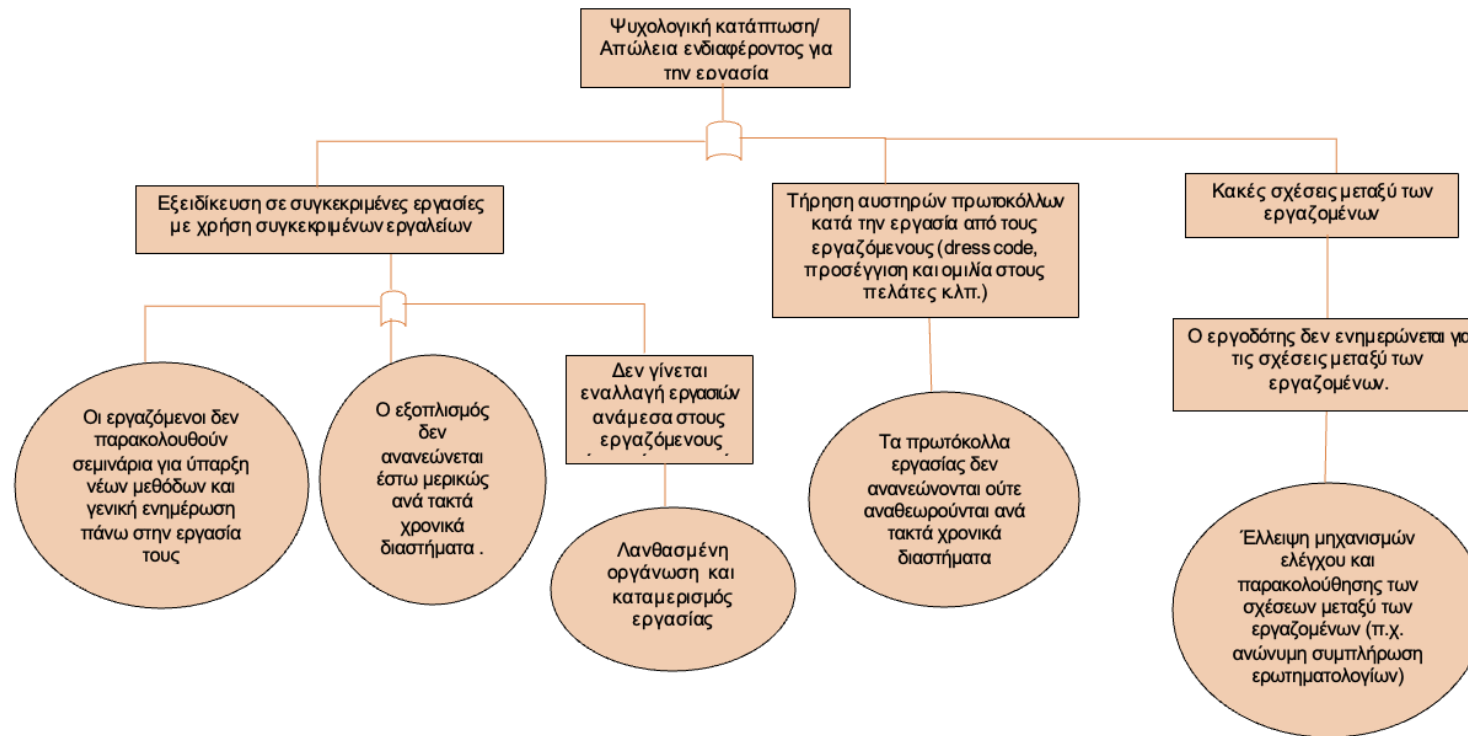 Ψυχολογική κατάπτωση/
Απώλεια ενδιαφέροντος για
την εργασία
Εξειδίκευση σε συγκεκριμένες εργασίες
με χρήση συγκεκριμένων εργαλείων
Τήρηση αυστηρών πρωτοκόλλων
κατά την εργασία από τους
εργαζόμενους (dress code,
προσέγγιση και ομιλία στους
πελάτες κ.λπ.)
Κακές σχέσεις μεταξύ των
εργαζομένων
Οι εργαζόμενοι δεν
παρακολουθούν
σεμινάρια για ύπαρξη
νέων μεθόδων και
γενική ενημέρωση
πάνω στην εργασία
τους
Ο εξοπλισμός
δεν
ανανεώνεται
έστω μερικώς
ανά τακτά
χρονικά
διαστήματα .
Δεν γίνεται
εναλλαγή εργασιών
ανάμεσα στους
εργαζόμενους
Λανθασμένη
οργάνωση και
καταμερισμός
εργασίας
Τα πρωτόκολλα
εργασίας δεν
ανανεώνονται ούτε
αναθεωρούνται ανά
τακτά χρονικά
διαστήματα
Ο εργοδότης δεν ενημερώνεται για
τις σχέσεις μεταξύ των
εργαζομένων.
Έλλειψη μηχανισμών
ελέγχου και
παρακολούθησης των
σχέσεων μεταξύ των
εργαζομένων (π.χ.
ανώνυμη συμπλήρωση
ερωτηματολογίων)